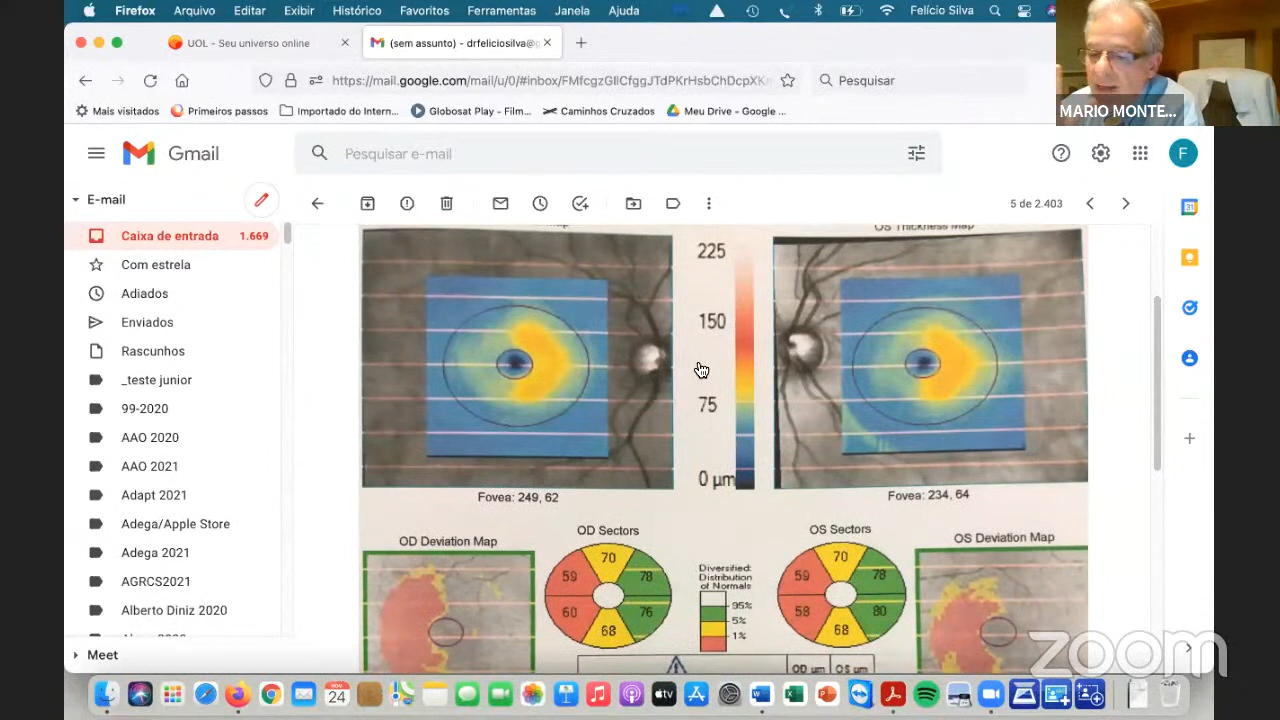 Firefox Arquivo Editar Exibir Histórico Favoritos Ferramentas Janela Ajuda Felício Silva
UOL - Seu universo online
(sem assunto) - drfeliciosilva@g
https://mail.google.com/mail/u/0/#inbox/FMfcgzGllCfggJTdPKrHsbChDcpXK
Pesquisar
MARIO MONTE...
Mais visitados Primeiros passos Importado do Intern... Globosat Play - Film... Caminhos Cruzados Meu Drive - Google ...
Gmail
Pesquisar e-mail
F
E-mail
5 de 2.403
Caixa de entrada 1.669
Com estrela
Adiados
Enviados
Rascunhos
_teste junior
99-2020
AAO 2020
AAO 2021
Adapt 2021
Adega/Apple Store
Adega 2021
AGRCS2021
Alberto Diniz 2020
Meet
OS Thickness Map
225
150
75
0 µm
Fovea: 249, 62
Fovea: 234, 64
OD Deviation Map
OD Sectors
70
59
78
60
76
68
Diversified:
Distribution
of Normals
95%
5%
1%
OS Sectors
70
59
78
58
80
68
OS Deviation Map
OD µm OS µm
zoom
NOV
24